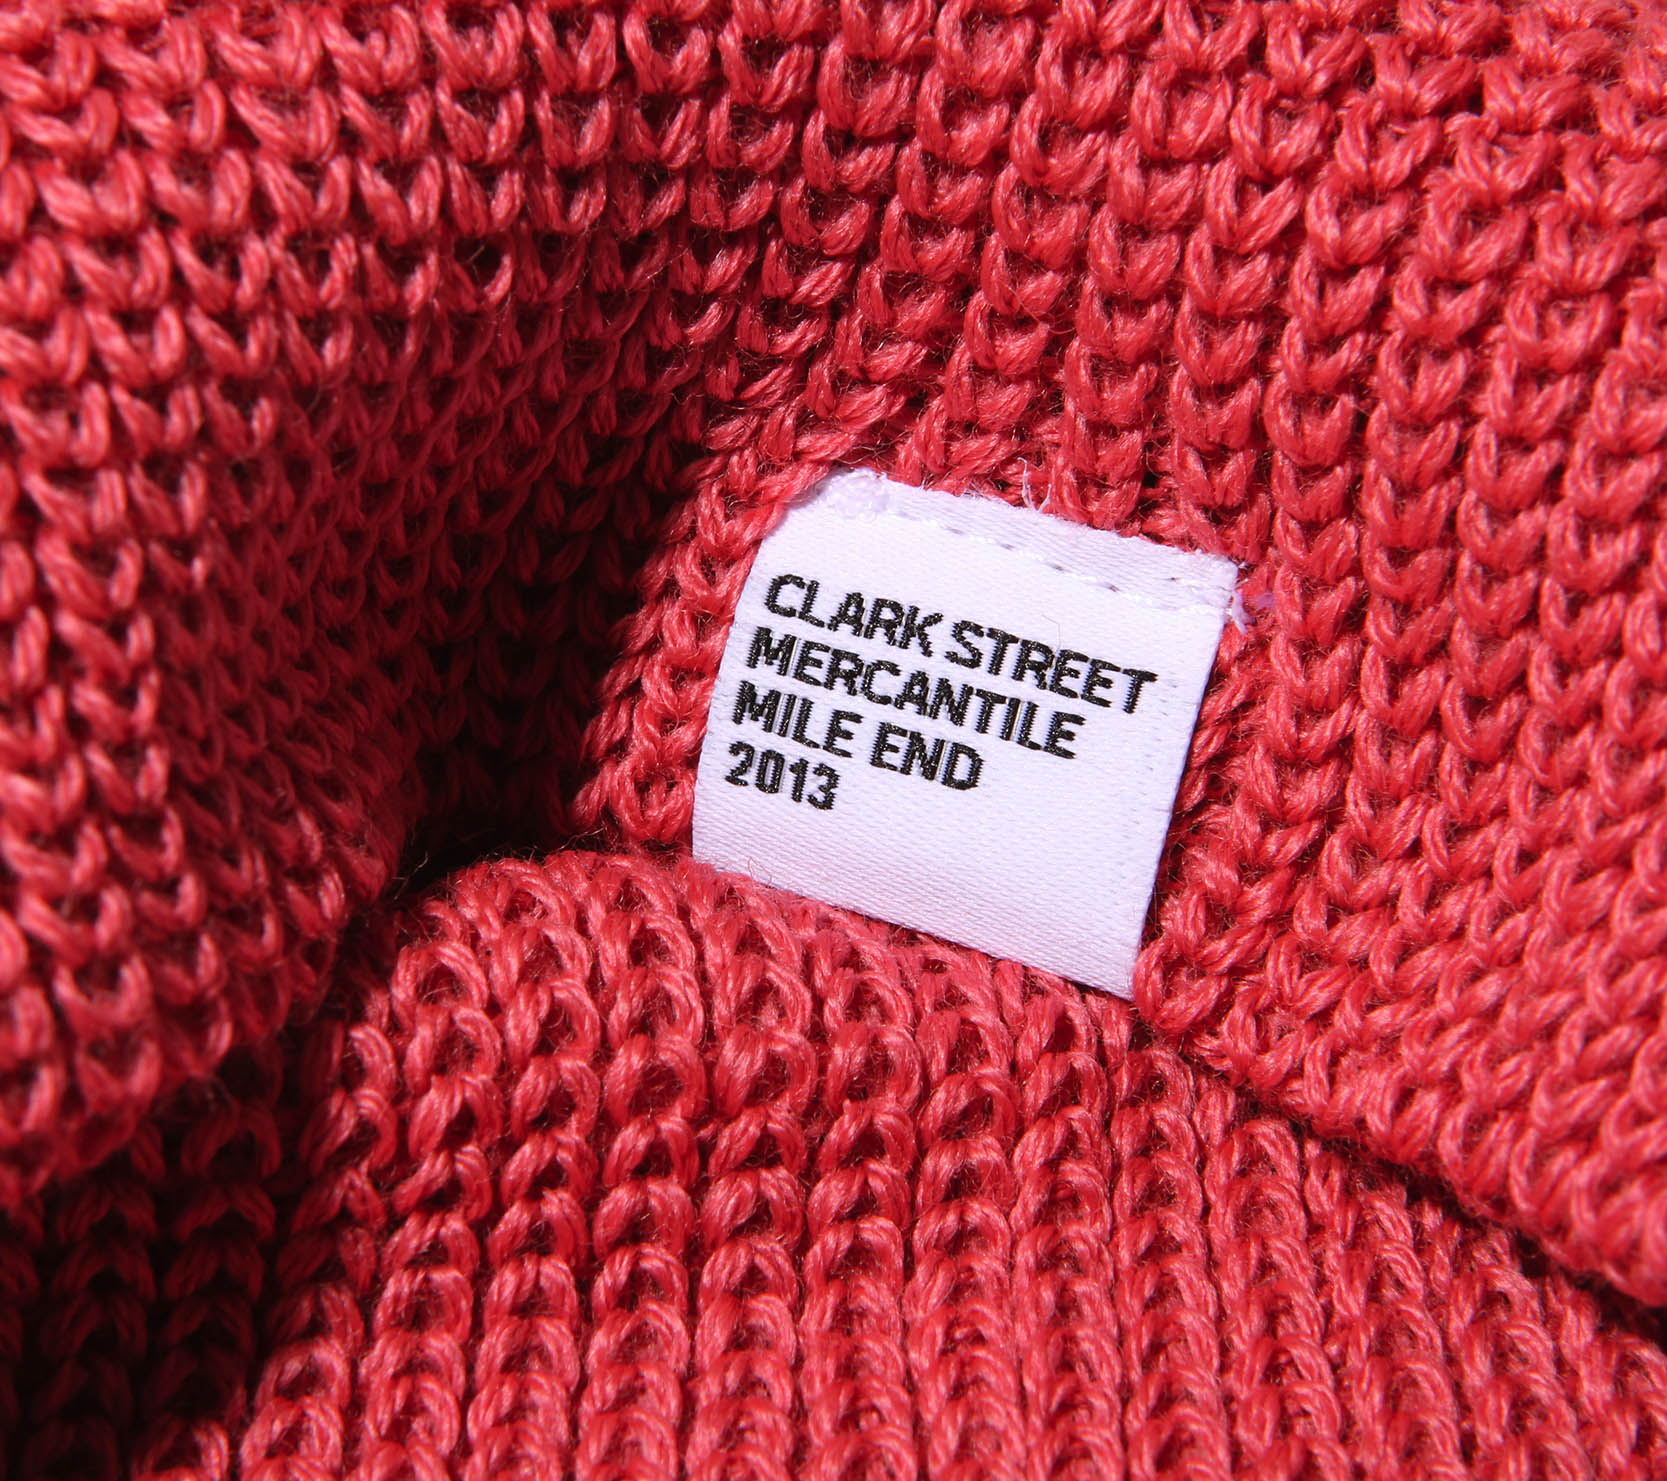 CLARK STREET
MERCANTILE
MILE END
2013